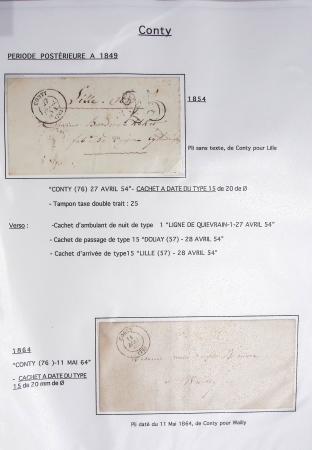 Conty
PERIODE POSTÉRIEURE A 1849
CONTY
Lille
1854
Pli sans texte, de Conty pour Lille
"CONTY (76) 27 AVRIL 54"- CACHET A DATE DU TYPE 15 de 20 de Ø
- Tampon taxe double trait : 25
Verso :
-Cachet d'ambulant de nuit de type 1 "LIGNE DE QUIEVRAIN-1-27 AVRIL 54"
- Cachet de passage de type 15 "DOUAY (57) - 28 AVRIL 54"
- Cachet d'arrivée de type15 "LILLE (57) - 28 AVRIL 54"
1864
"CONTY (76 )-11 MAI 64"
- CACHET A DATE DU TYPE
15 de 20 mm de Ø
CONTY
Pli daté du 11 Mai 1864, de Conty pour Wailly